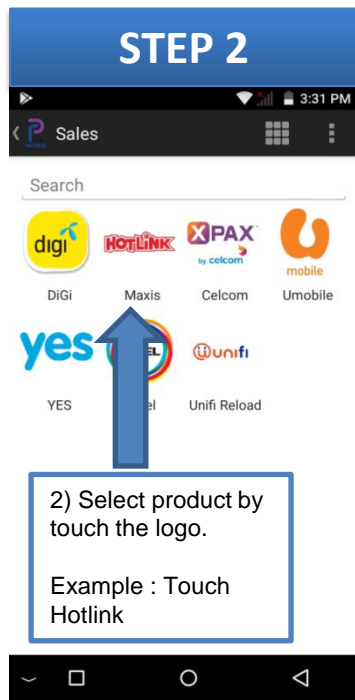 STEP 2
3:31 PM
Sales
Search
digi
HOTLINK
XPAX
by celcom
mobile
DiGi
Maxis
Celcom
Umobile
yes
EL
unifi
YES
el
Unifi Reload
2) Select product by
touch the logo.
Example : Touch
Hotlink